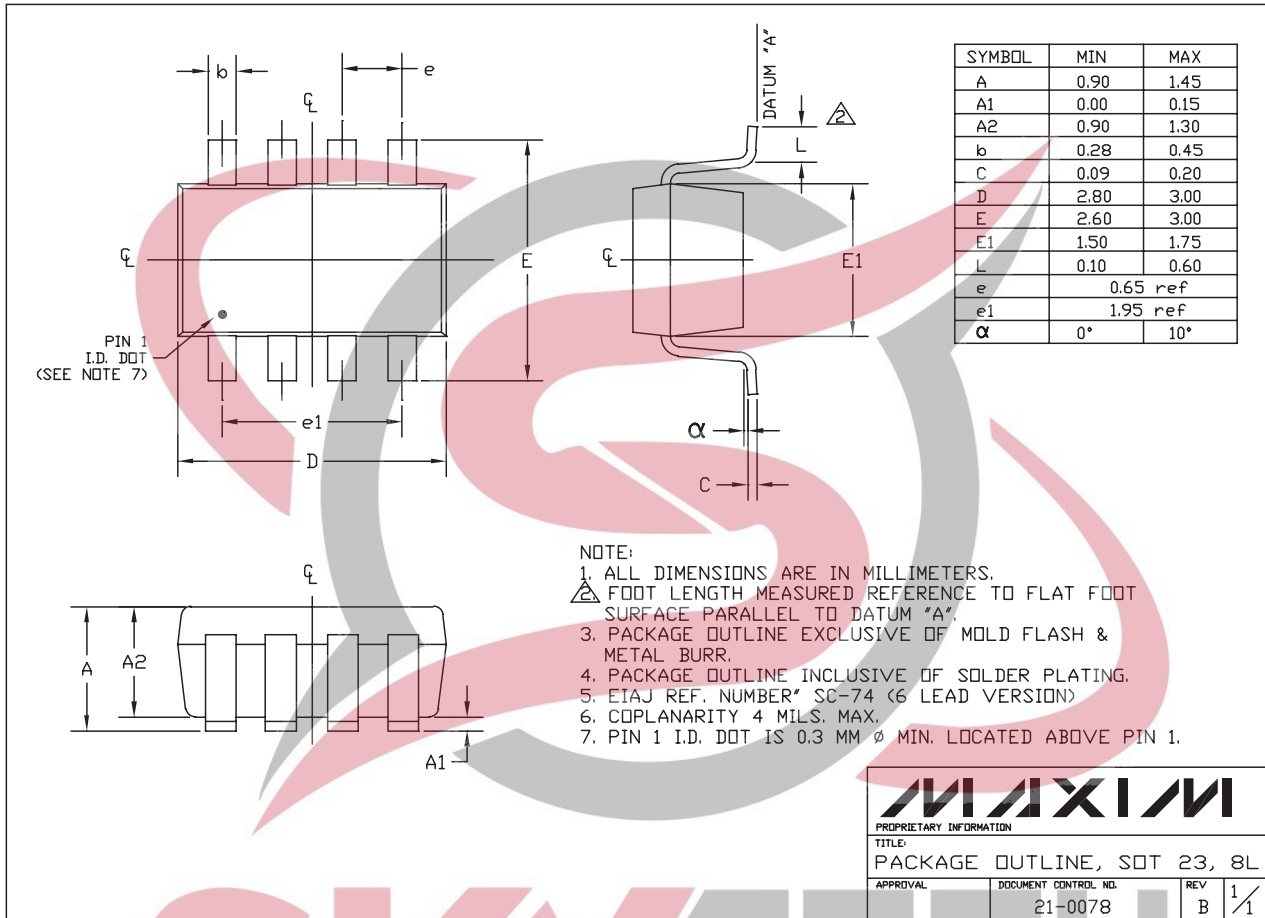 b
e
℄
DATUM "A"
2
L
℄
E
℄
E1
PIN 1
I.D. DOT
(SEE NOTE 7)
e1
D
α
C
SYMBOL MIN MAX
A 0.90 1.45
A1 0.00 0.15
A2 0.90 1.30
b 0.28 0.45
C 0.09 0.20
D 2.80 3.00
E 2.60 3.00
E1 1.50 1.75
L 0.10 0.60
e 0.65 ref
e1 1.95 ref
α 0° 10°
℄
A
A2
A1
NOTE:
1. ALL DIMENSIONS ARE IN MILLIMETERS.
2. FOOT LENGTH MEASURED REFERENCE TO FLAT FOOT
SURFACE PARALLEL TO DATUM "A".
3. PACKAGE OUTLINE EXCLUSIVE OF MOLD FLASH &
METAL BURR.
4. PACKAGE OUTLINE INCLUSIVE OF SOLDER PLATING.
5. EIAJ REF. NUMBER" SC-74 (6 LEAD VERSION)
6. COPLANARITY 4 MILS. MAX.
7. PIN 1 I.D. DOT IS 0.3 MM ⌀ MIN. LOCATED ABOVE PIN 1.
MAXIM
PROPRIETARY INFORMATION
TITLE:
PACKAGE OUTLINE, SOT 23, 8L
APPROVAL DOCUMENT CONTROL NO. REV 1/1
21-0078 B